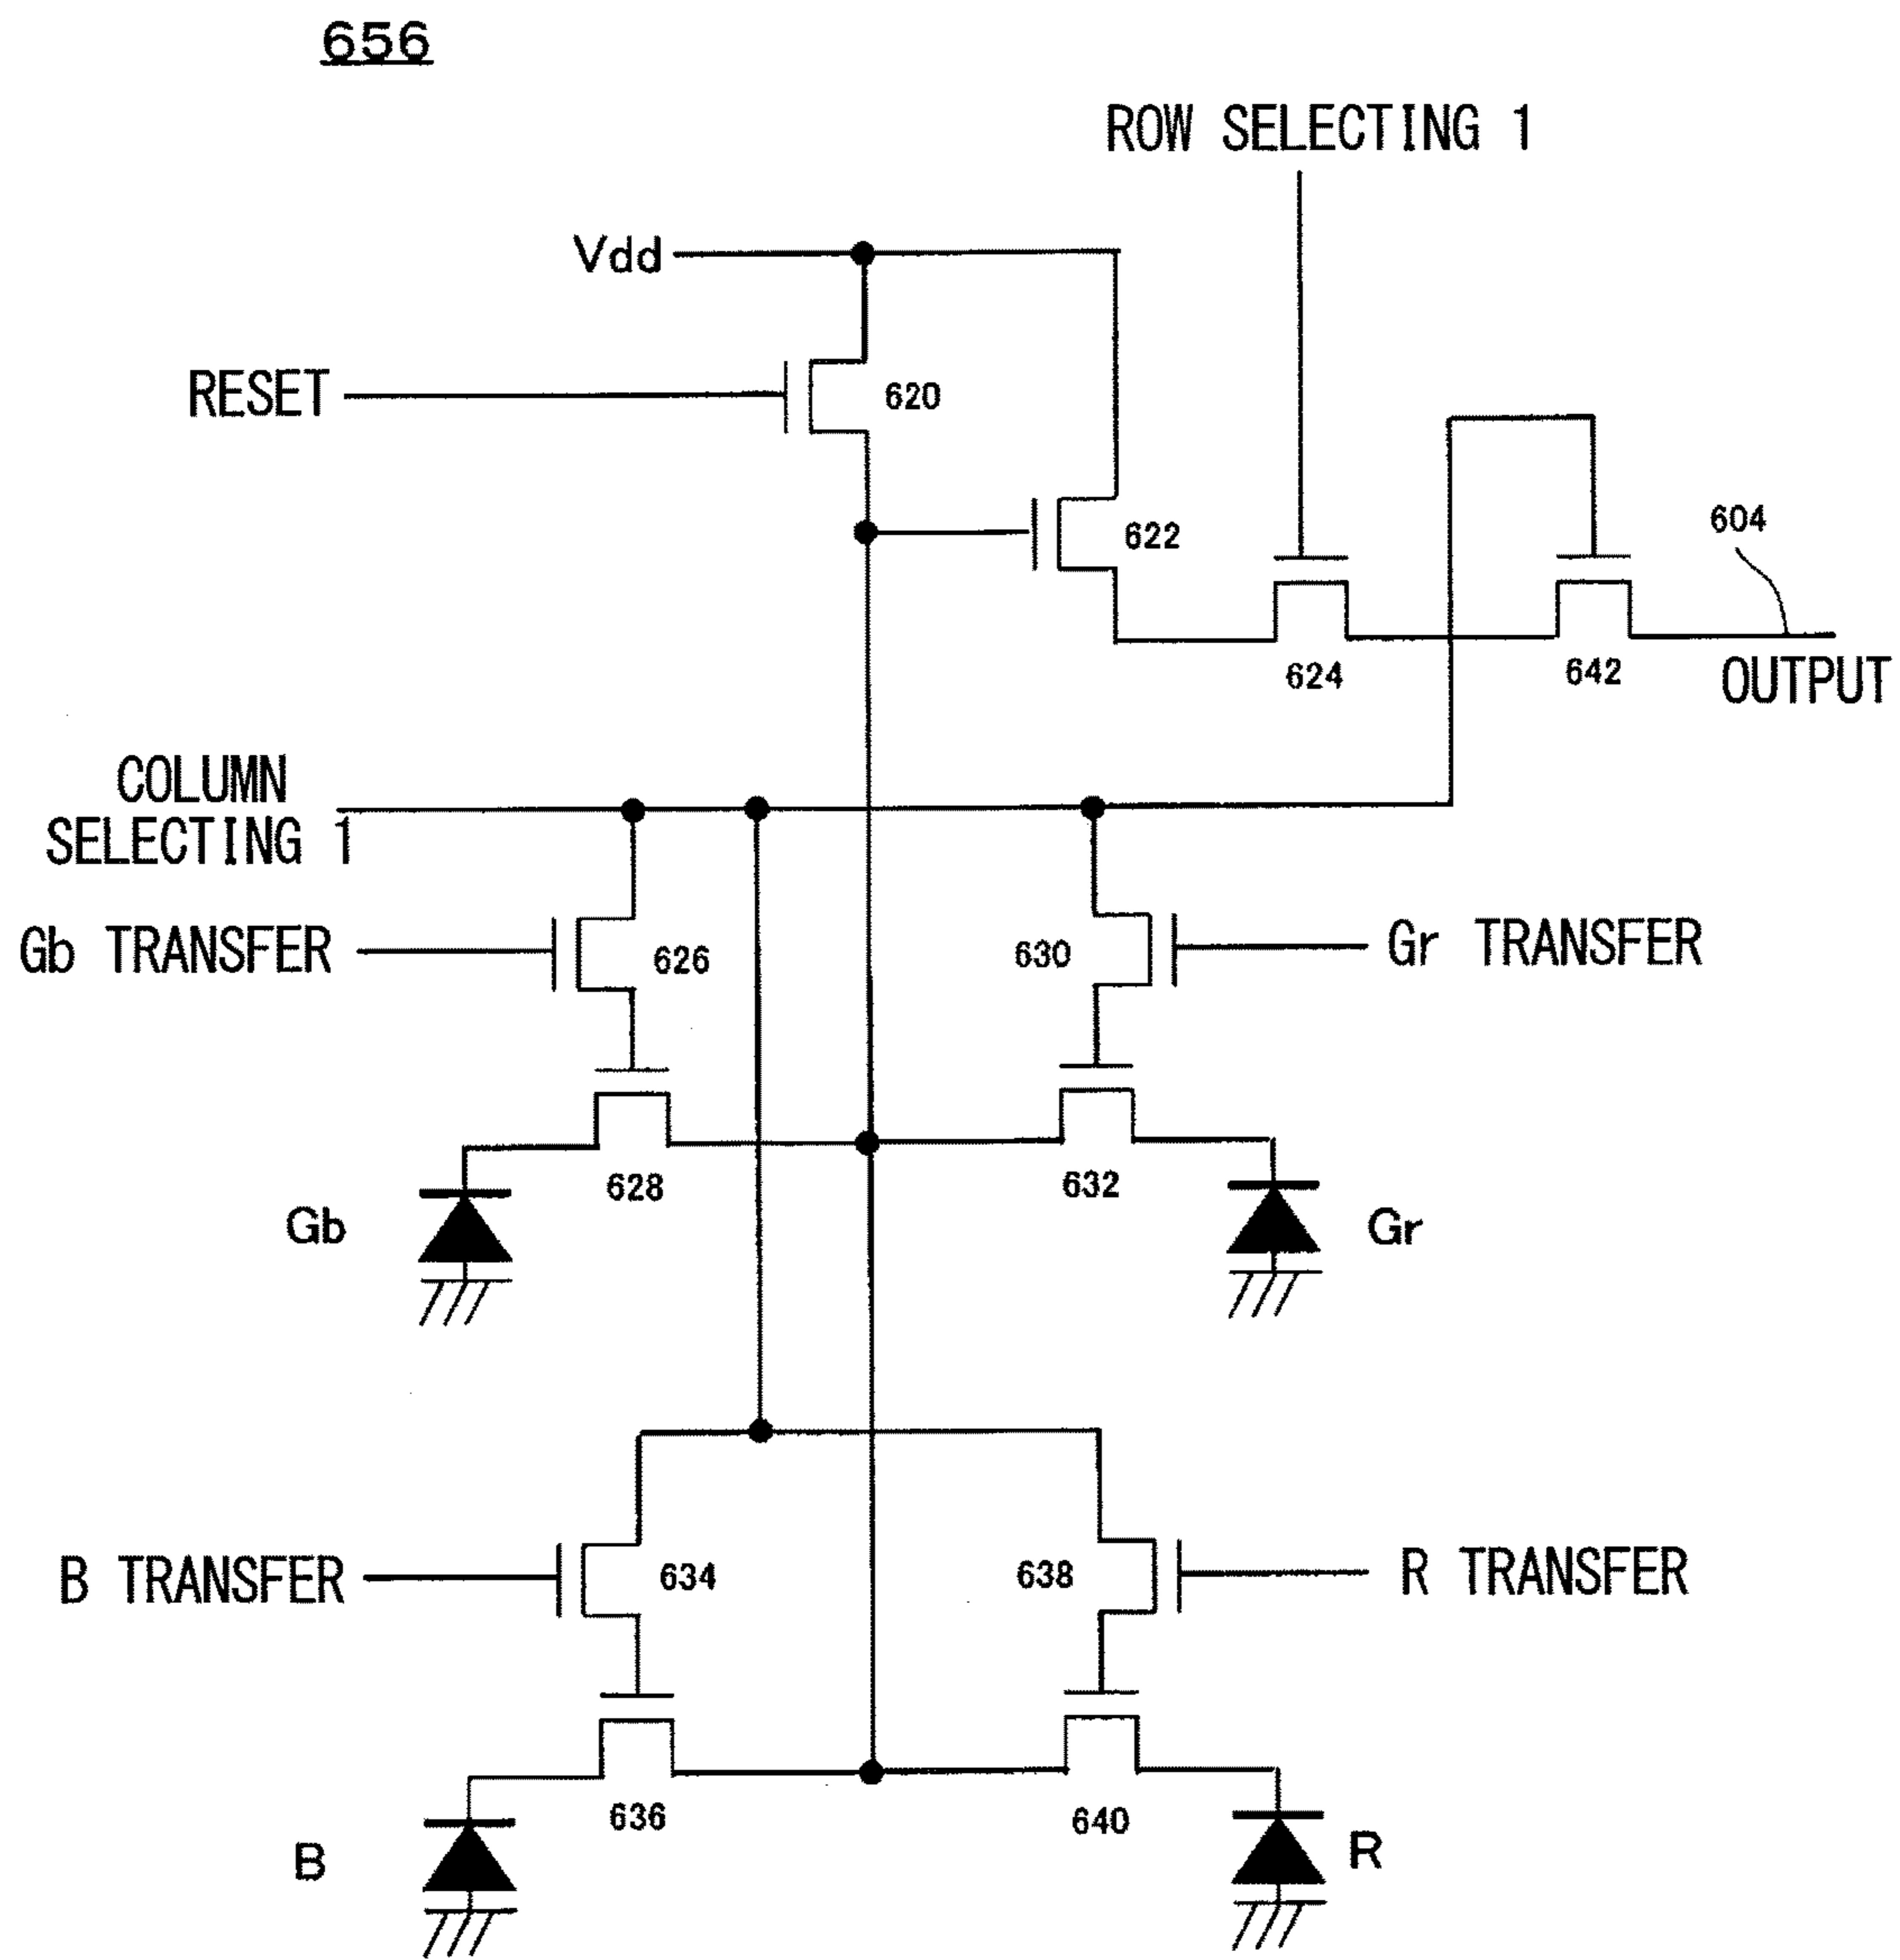 656
ROW SELECTING 1
Vdd
RESET
620
622
604
624
642
OUTPUT
COLUMN
SELECTING 1
Gb TRANSFER
626
630
Gr TRANSFER
628
632
Gb
Gr
B TRANSFER
634
638
R TRANSFER
636
640
B
R